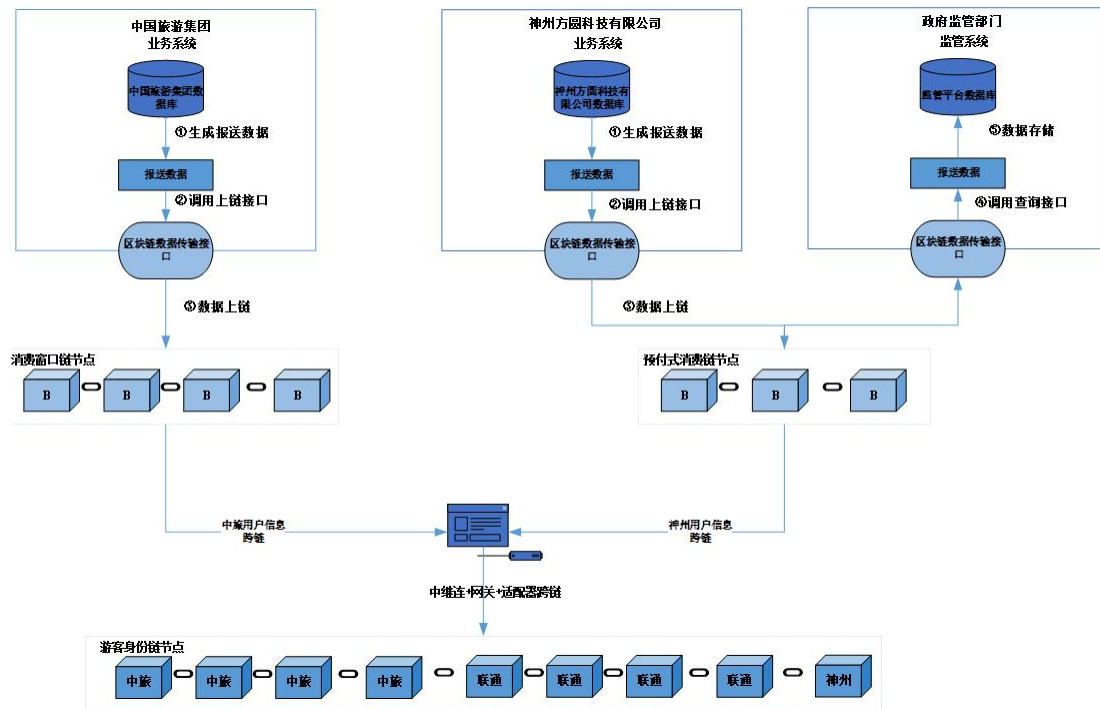 中国旅游集团
业务系统
中国旅游集团数
据库
①生成报送数据
报送数据
②调用上链接口
区块链数据传输接
口
③数据上链
神州方圆科技有限公司
业务系统
神州方圆科技有
限公司数据库
①生成报送数据
报送数据
②调用上链接口
区块链数据传输接
口
③数据上链
政府监管部门
监管系统
监管平台数据库
⑤数据存储
报送数据
④调用查询接口
区块链数据传输接
口
消费窗口链节点
B
B
B
B
预付式消费链节点
B
B
B
中旅用户信息
跨链
神州用户信息
跨链
中继连+网关+适配器跨链
游客身份链节点
中旅
中旅
中旅
中旅
联通
联通
联通
联通
神州